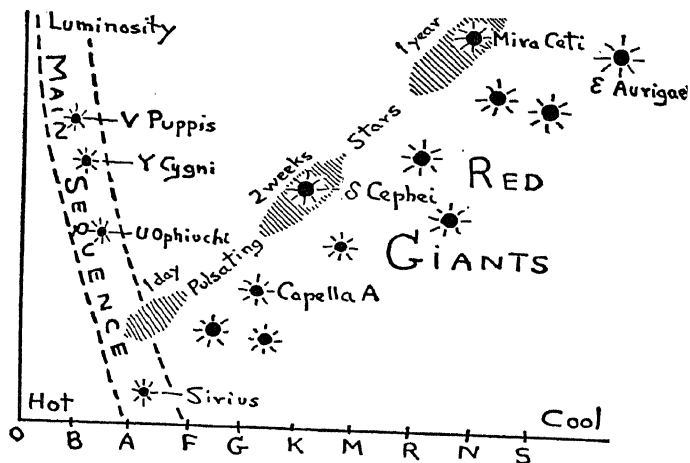 Luminosity
1 year
Mira Ceti
ε Aurigae
MAIN SEQUENCE
V Puppis
Stars
Y Cygni
2 weeks
RED
δ Cephei
U Ophiuchi
GIANTS
Pulsating
1 day
Capella A
Sirius
Hot
Cool
O B A F G K M R N S